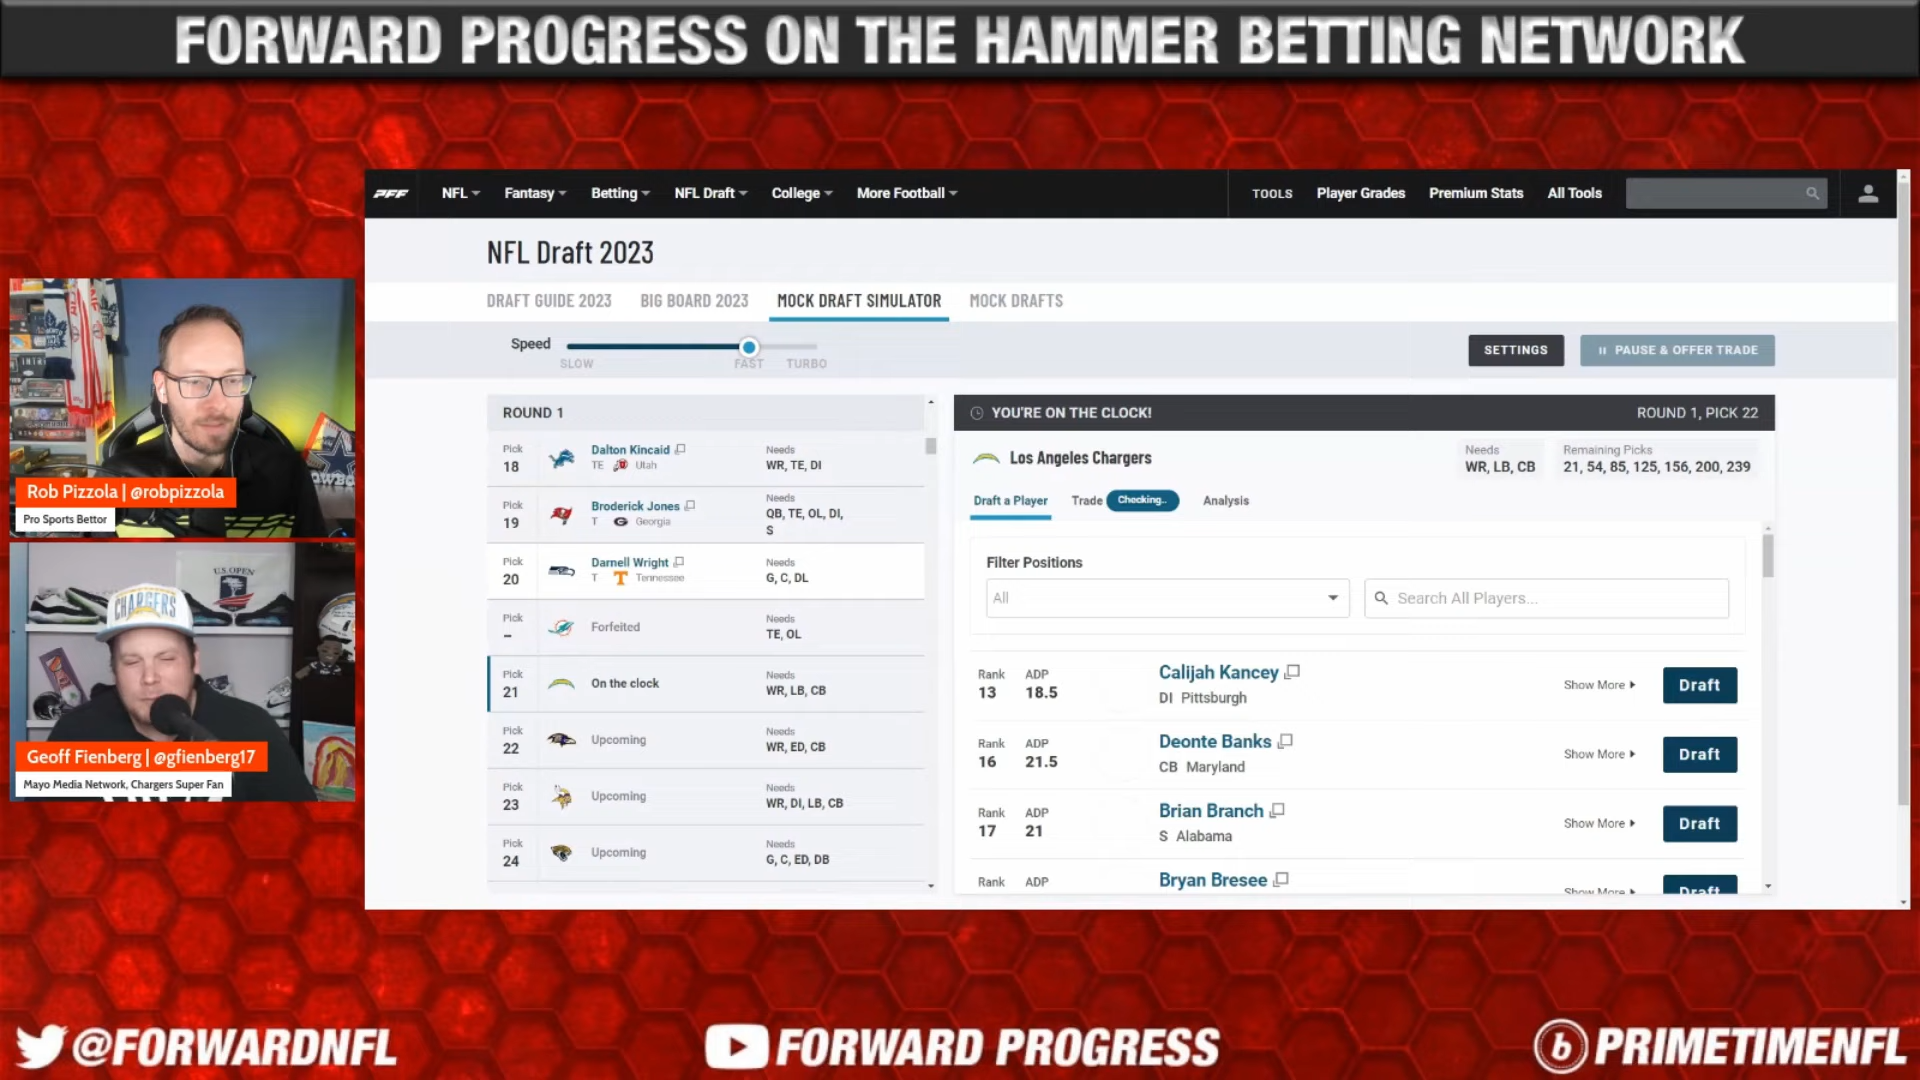 FORWARD PROGRESS ON THE HAMMER BETTING NETWORK
PFF
NFL
Fantasy
Betting
NFL Draft
College
More Football
TOOLS
Player Grades
Premium Stats
All Tools
NFL Draft 2023
DRAFT GUIDE 2023
BIG BOARD 2023
MOCK DRAFT SIMULATOR
MOCK DRAFTS
Speed
SLOW
FAST
TURBO
SETTINGS
PAUSE & OFFER TRADE
ROUND 1
Pick
18
Dalton Kincaid
TE Utah
Needs
WR, TE, DI
Pick
19
Broderick Jones
T Georgia
Needs
QB, TE, OL, DI,
S
Pick
20
Darnell Wright
T Tennessee
Needs
G, C, DL
Pick
–
Forfeited
Needs
TE, OL
Pick
21
On the clock
Needs
WR, LB, CB
Pick
22
Upcoming
Needs
WR, ED, CB
Pick
23
Upcoming
Needs
WR, DI, LB, CB
Pick
24
Upcoming
Needs
G, C, ED, DB
YOU'RE ON THE CLOCK!
ROUND 1, PICK 22
Los Angeles Chargers
Needs
WR, LB, CB
Remaining Picks
21, 54, 85, 125, 156, 200, 239
Draft a Player
Trade
Checking..
Analysis
Filter Positions
All
Search All Players...
Rank
13
ADP
18.5
Calijah Kancey
DI Pittsburgh
Show More
Draft
Rank
16
ADP
21.5
Deonte Banks
CB Maryland
Show More
Draft
Rank
17
ADP
21
Brian Branch
S Alabama
Show More
Draft
Rank
ADP
Bryan Bresee
Show More
Draft
Rob Pizzola | @robpizzola
Pro Sports Bettor
U.S. OPEN
CHARGERS
Geoff Fienberg | @gfienberg17
Mayo Media Network, Chargers Super Fan
@FORWARDNFL
FORWARD PROGRESS
b PRIMETIMENFL